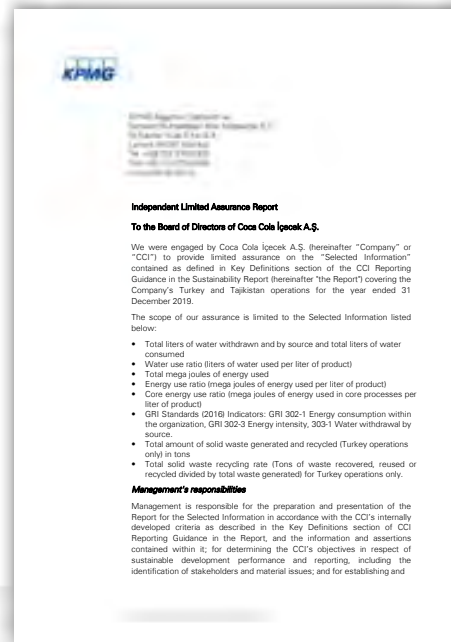 KPMG
Independent Limited Assurance Report
To the Board of Directors of Coca Cola İçecek A.Ş.
We were engaged by Coca Cola İçecek A.Ş. (hereinafter "Company" or
"CCI") to provide limited assurance on the "Selected Information"
contained as defined in Key Definitions section of the CCI Reporting
Guidance in the Sustainability Report (hereinafter "the Report") covering the
Company's Turkey and Tajikistan operations for the year ended 31
December 2019.
The scope of our assurance is limited to the Selected Information listed
below:
• Total liters of water withdrawn and by source and total liters of water
consumed
• Water use ratio (liters of water used per liter of product)
• Total mega joules of energy used
• Energy use ratio (mega joules of energy used per liter of product)
• Core energy use ratio (mega joules of energy used in core processes per
liter of product)
• GRI Standards (2016) Indicators: GRI 302-1 Energy consumption within
the organization, GRI 302-3 Energy intensity, 303-1 Water withdrawal by
source.
• Total amount of solid waste generated and recycled (Turkey operations
only) in tons
• Total solid waste recycling rate (Tons of waste recovered, reused or
recycled divided by total waste generated) for Turkey operations only.
Management's responsibilities
Management is responsible for the preparation and presentation of the
Report for the Selected Information in accordance with the CCI's internally
developed criteria as described in the Key Definitions section of CCI
Reporting Guidance in the Report, and the information and assertions
contained within it; for determining the CCI's objectives in respect of
sustainable development performance and reporting, including the
identification of stakeholders and material issues; and for establishing and